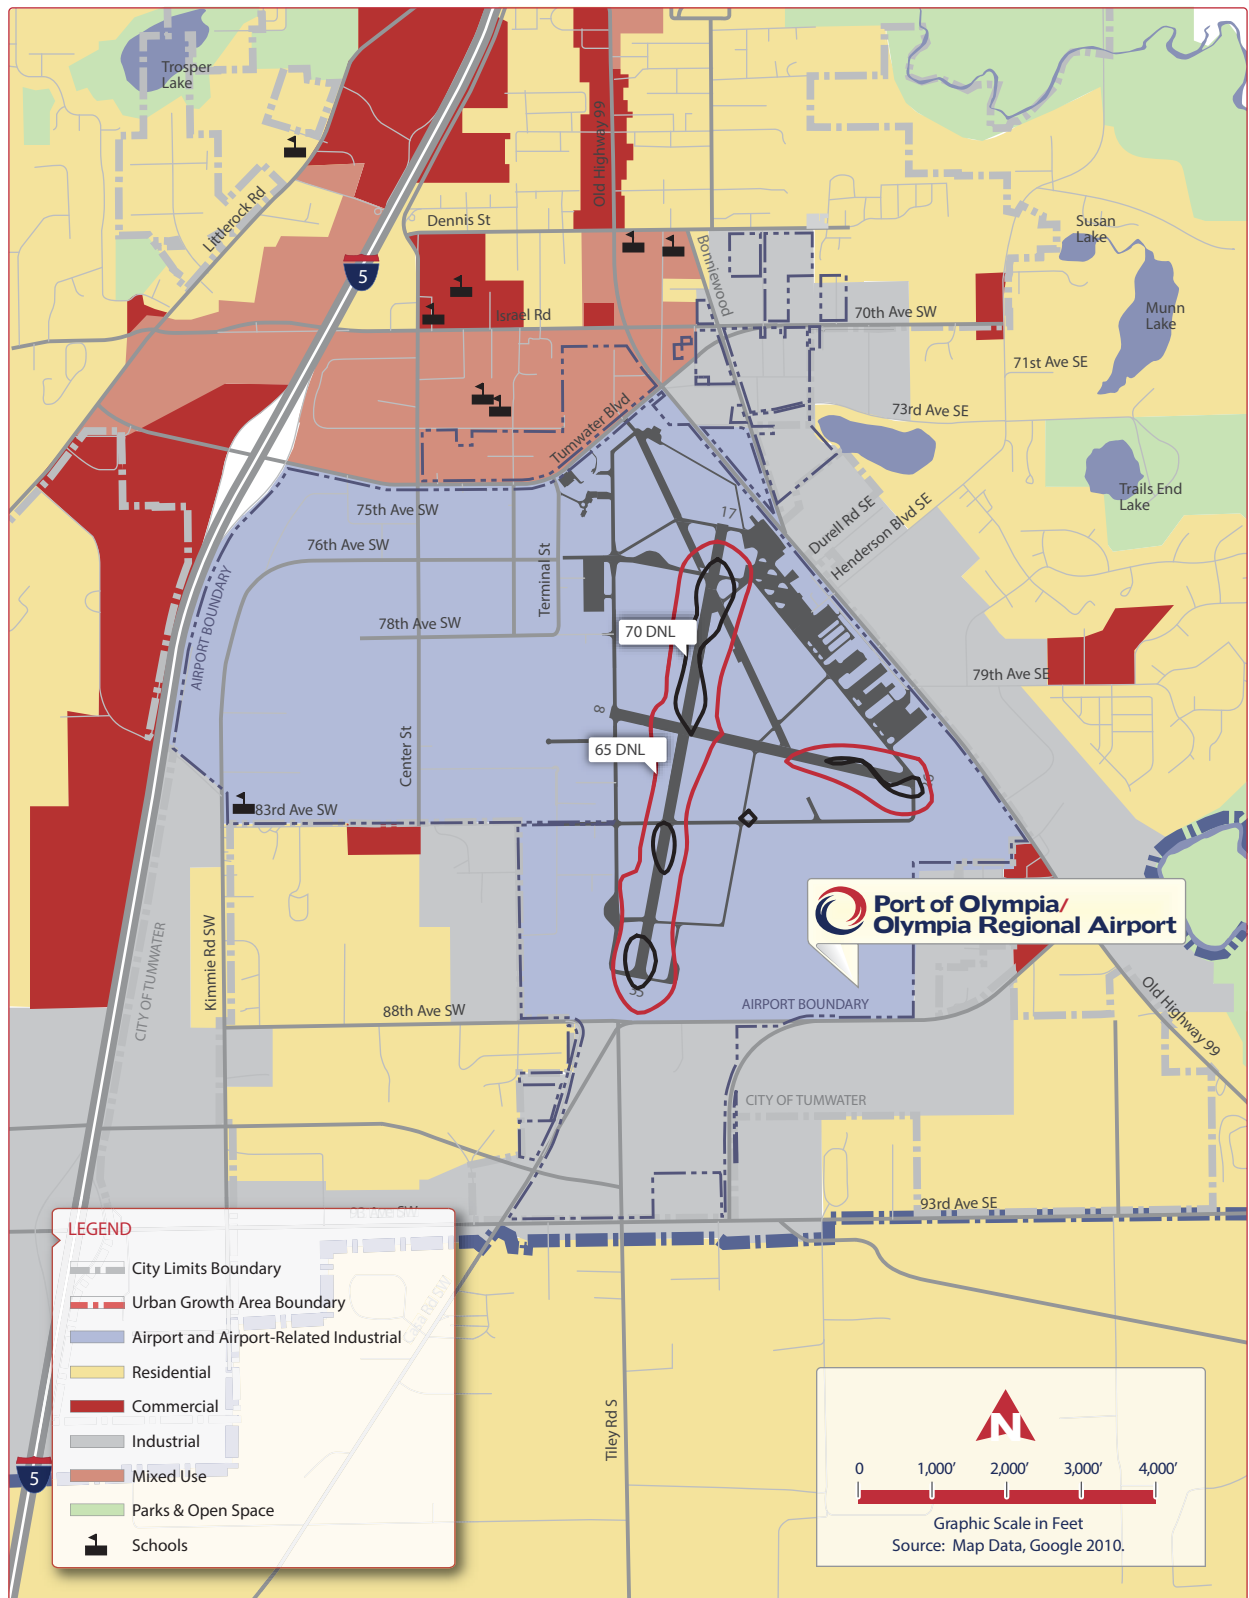 Trosper
Lake
Old Highway 99
Littlerock Rd
Dennis St
Bonniewood
Susan
Lake
5
Israel Rd
70th Ave SW
Munn
Lake
71st Ave SE
73rd Ave SE
Tumwater Blvd
Trails End
Lake
75th Ave SW
17
Durell Rd SE
Henderson Blvd SE
76th Ave SW
Terminal St
AIRPORT BOUNDARY
78th Ave SW
70 DNL
79th Ave SE
8
65 DNL
Center St
83rd Ave SW
Port of Olympia/
Olympia Regional Airport
CITY OF TUMWATER
Kimmie Rd SW
35
AIRPORT BOUNDARY
88th Ave SW
Old Highway 99
CITY OF TUMWATER
93rd Ave SE
93 Ave SW
LEGEND
City Limits Boundary
Urban Growth Area Boundary
Airport and Airport-Related Industrial
Residential
Commercial
Industrial
Mixed Use
Parks & Open Space
Schools
5
Tiley Rd S
N
0 1,000’ 2,000’ 3,000’ 4,000’
Graphic Scale in Feet
Source: Map Data, Google 2010.